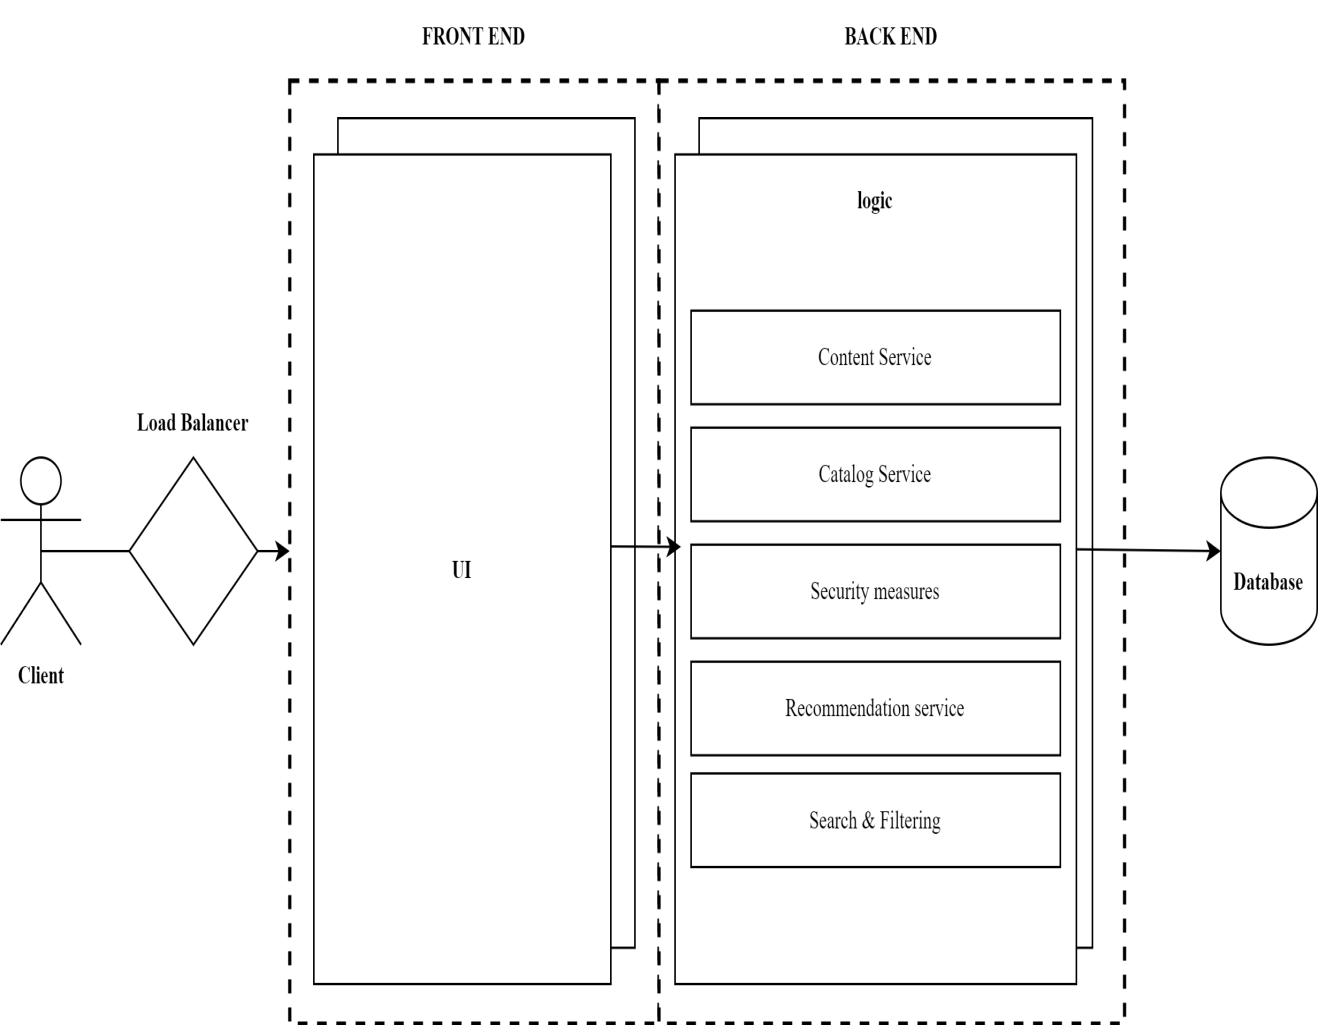 FRONT END
BACK END
logic
Content Service
Load Balancer
Catalog Service
UI
Security measures
Database
Client
Recommendation service
Search & Filtering